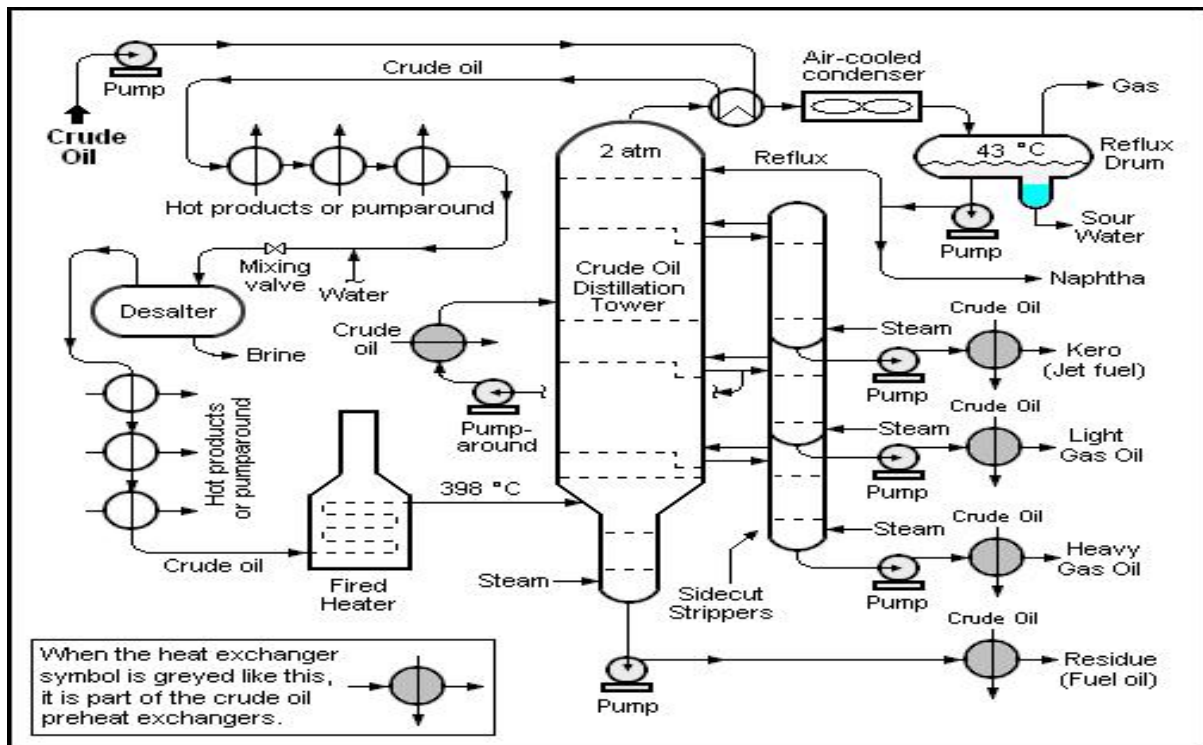 Pump
Crude
Oil
Crude oil
Air-cooled
condenser
Gas
2 atm
Reflux
43 °C
Reflux
Drum
Hot products or pumparound
Pump
Sour
Water
Mixing
valve
Water
Naphtha
Crude Oil
Distillation
Tower
Desalter
Brine
Crude
oil
Steam
Crude Oil
Pump
Kero
(Jet fuel)
Pump-
around
Hot products
or pumparound
Steam
Crude Oil
Pump
Light
Gas Oil
398 °C
Crude oil
Fired
Heater
Steam
Sidecut
Strippers
Steam
Crude Oil
Pump
Heavy
Gas Oil
Crude Oil
Pump
Residue
(Fuel oil)
When the heat exchanger
symbol is greyed like this,
it is part of the crude oil
preheat exchangers.